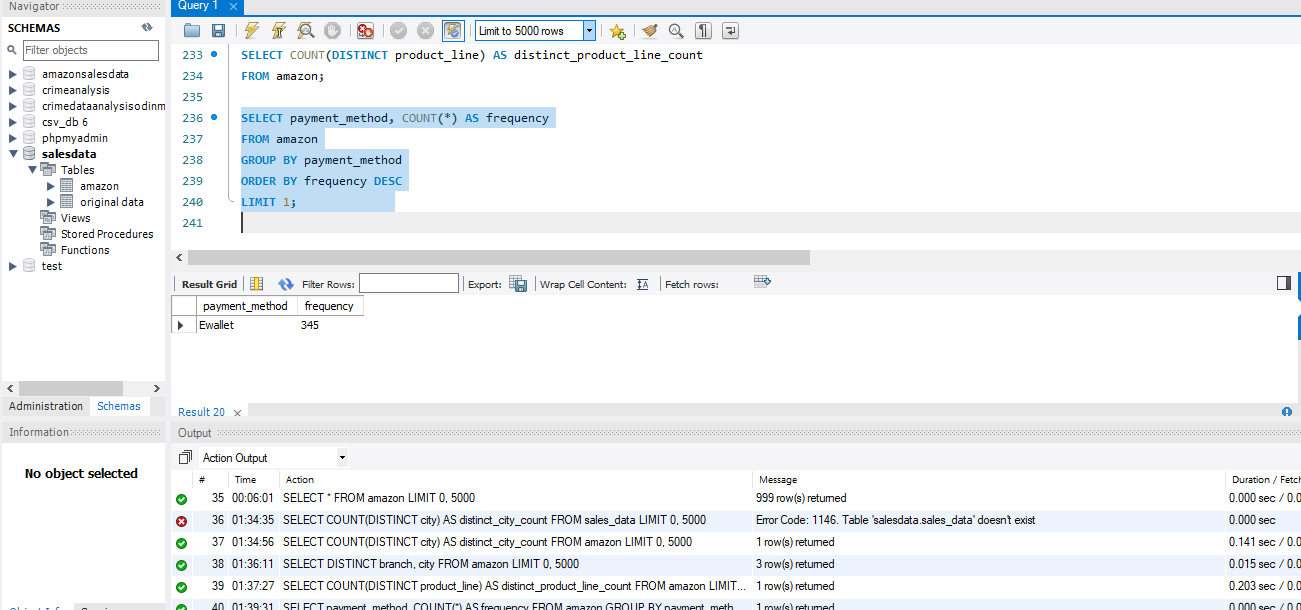 Navigator
Query 1
SCHEMAS
Filter objects
amazonsalesdata
crimeanalysis
crimedataanalysisodinm
csv_db 6
phpmyadmin
salesdata
Tables
amazon
original data
Views
Stored Procedures
Functions
test
Administration
Schemas
Information
No object selected
Limit to 5000 rows
233 SELECT COUNT(DISTINCT product_line) AS distinct_product_line_count
234 FROM amazon;
235
236 SELECT payment_method, COUNT(*) AS frequency
237 FROM amazon
238 GROUP BY payment_method
239 ORDER BY frequency DESC
240 LIMIT 1;
241
Result Grid Filter Rows: Export: Wrap Cell Content: Fetch rows:
payment_method frequency
Ewallet 345
Result 20
Output
Action Output
# Time Action Message Duration / Fetch
35 00:06:01 SELECT * FROM amazon LIMIT 0, 5000 999 row(s) returned 0.000 sec / 0.0
36 01:34:35 SELECT COUNT(DISTINCT city) AS distinct_city_count FROM sales_data LIMIT 0, 5000 Error Code: 1146. Table 'salesdata.sales_data' doesn't exist 0.000 sec
37 01:34:56 SELECT COUNT(DISTINCT city) AS distinct_city_count FROM amazon LIMIT 0, 5000 1 row(s) returned 0.141 sec / 0.0
38 01:36:11 SELECT DISTINCT branch, city FROM amazon LIMIT 0, 5000 3 row(s) returned 0.015 sec / 0.0
39 01:37:27 SELECT COUNT(DISTINCT product_line) AS distinct_product_line_count FROM amazon LIMIT... 1 row(s) returned 0.203 sec / 0.0
40 01:39:31 SELECT payment_method, COUNT(*) AS frequency FROM amazon GROUP BY payment_meth... 1 row(s) returned 0.000 sec / 0.0